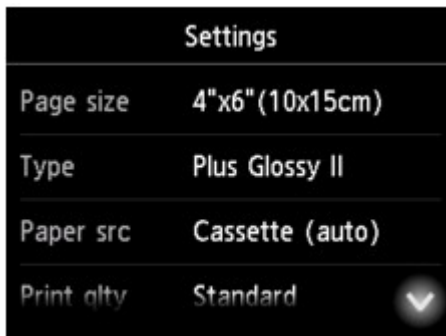 Settings
Page size 4"x6"(10x15cm)
Type Plus Glossy II
Paper src Cassette (auto)
Print qlty Standard